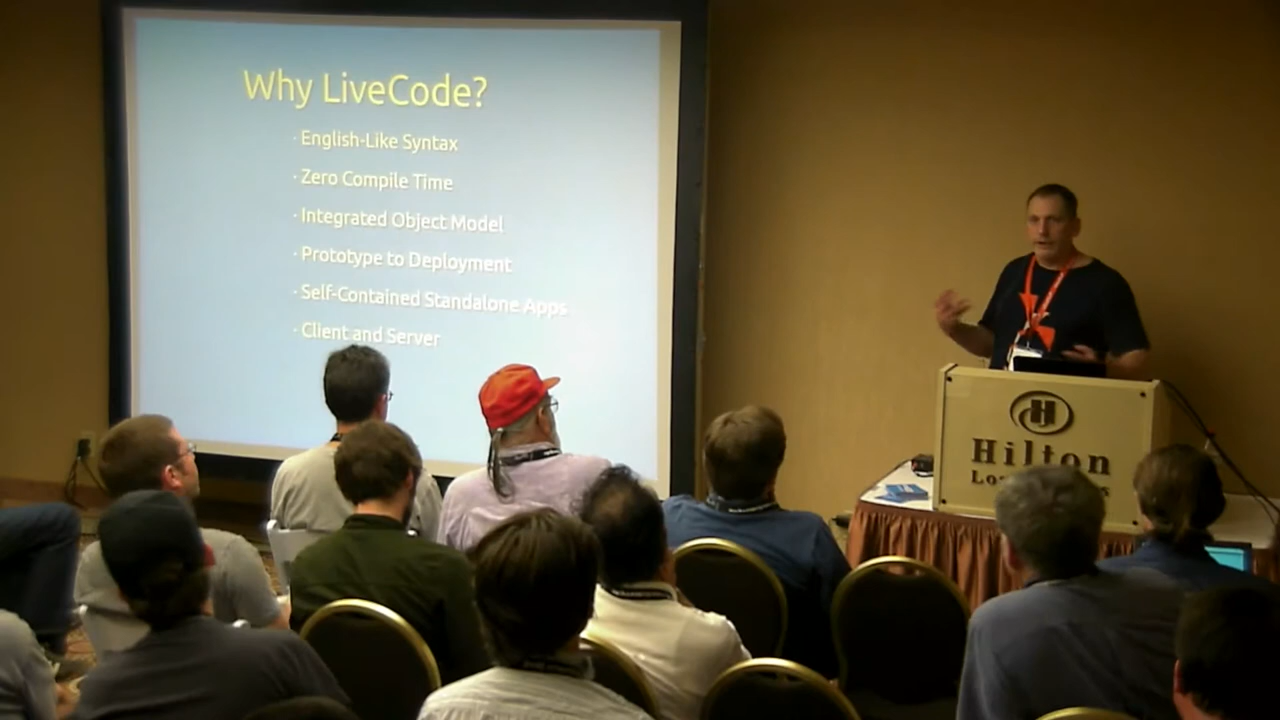 Why LiveCode?
· English-Like Syntax
· Zero Compile Time
· Integrated Object Model
· Prototype to Deployment
· Self-Contained Standalone Apps
· Client and Server
H
Hilton